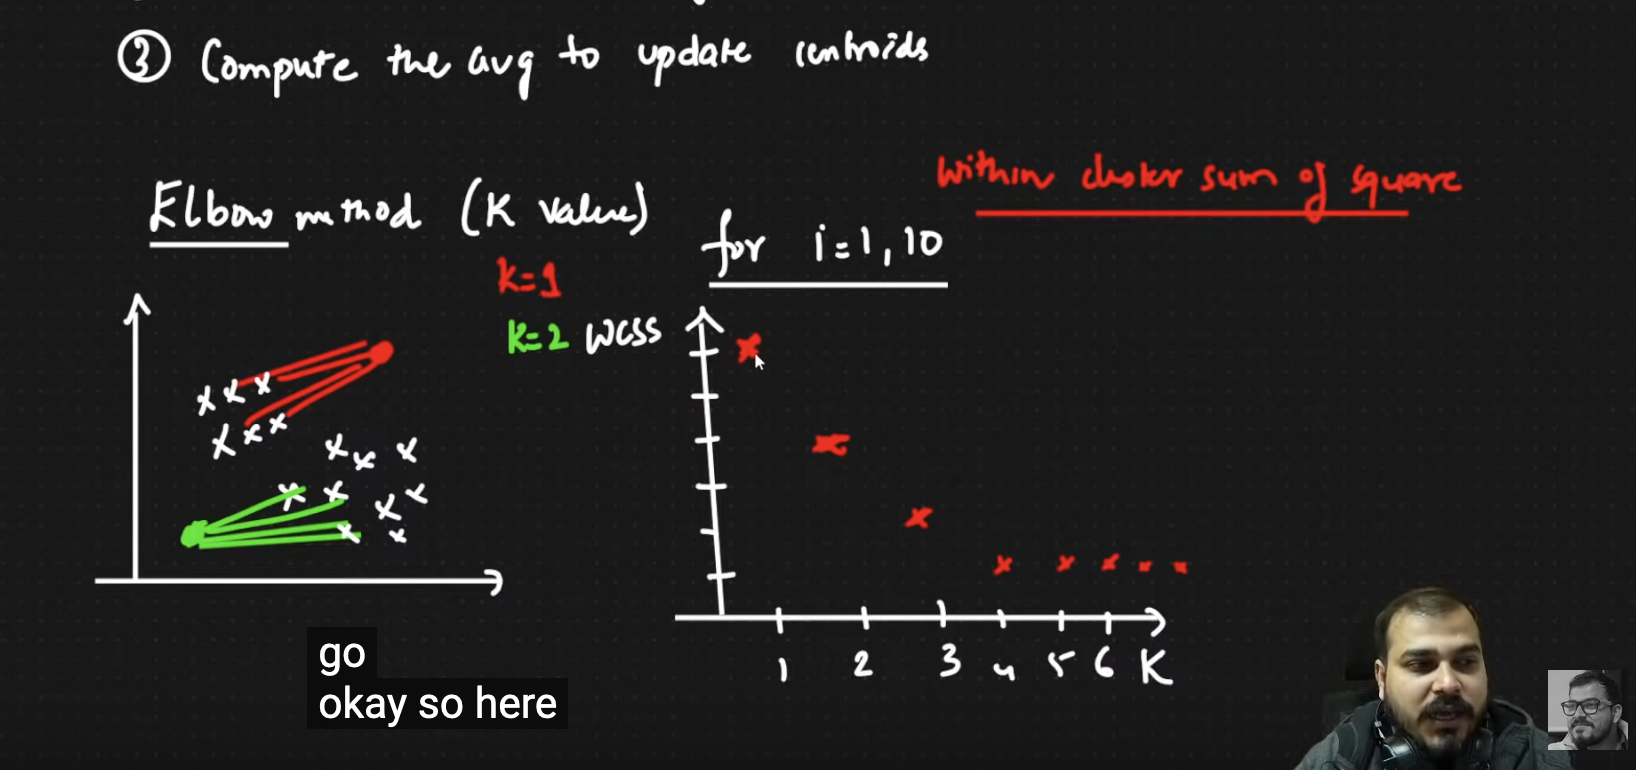 ③ Compute the avg to update centroids
Within cluster sum of square
Elbow method (K value)
for i=1,10
k=1
k=2 WCSS
1 2 3 4 5 6 K
go
okay so here